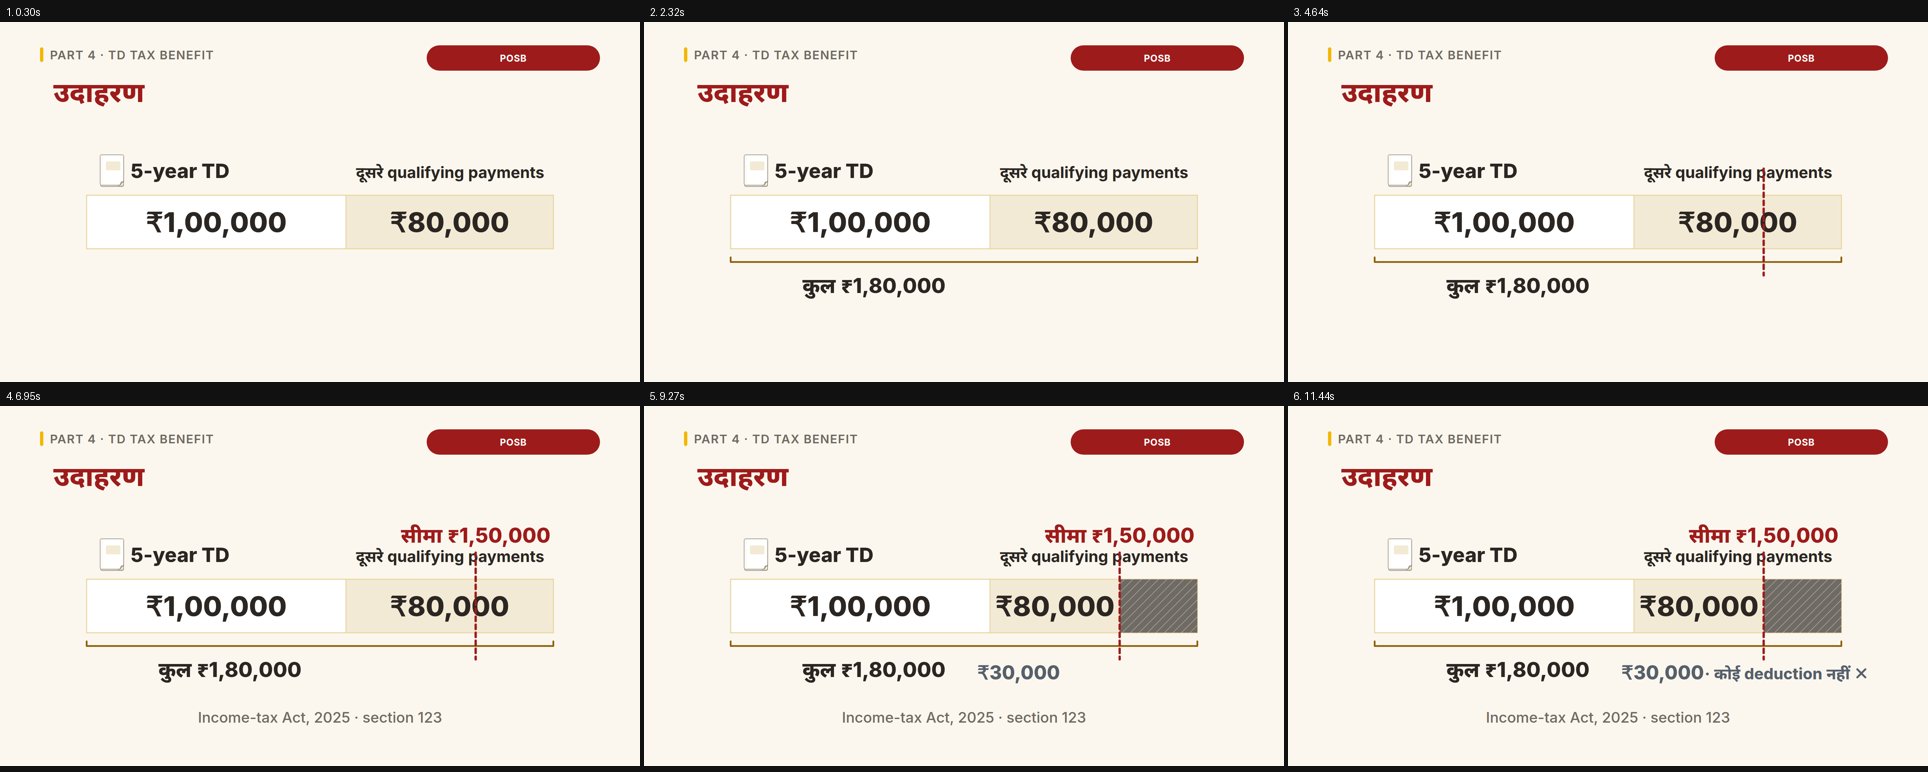 1. 0.30s
PART 4 · TD TAX BENEFIT
POSB
उदाहरण
5-year TD
दूसरे qualifying payments
₹1,00,000
₹80,000
2. 2.32s
PART 4 · TD TAX BENEFIT
POSB
उदाहरण
5-year TD
दूसरे qualifying payments
₹1,00,000
₹80,000
कुल ₹1,80,000
3. 4.64s
PART 4 · TD TAX BENEFIT
POSB
उदाहरण
5-year TD
दूसरे qualifying payments
₹1,00,000
₹80,000
कुल ₹1,80,000
4. 6.95s
PART 4 · TD TAX BENEFIT
POSB
उदाहरण
सीमा ₹1,50,000
5-year TD
दूसरे qualifying payments
₹1,00,000
₹80,000
कुल ₹1,80,000
Income-tax Act, 2025 · section 123
5. 9.27s
PART 4 · TD TAX BENEFIT
POSB
उदाहरण
सीमा ₹1,50,000
5-year TD
दूसरे qualifying payments
₹1,00,000
₹80,000
कुल ₹1,80,000
₹30,000
Income-tax Act, 2025 · section 123
6. 11.44s
PART 4 · TD TAX BENEFIT
POSB
उदाहरण
सीमा ₹1,50,000
5-year TD
दूसरे qualifying payments
₹1,00,000
₹80,000
कुल ₹1,80,000
₹30,000 · कोई deduction नहीं ✕
Income-tax Act, 2025 · section 123